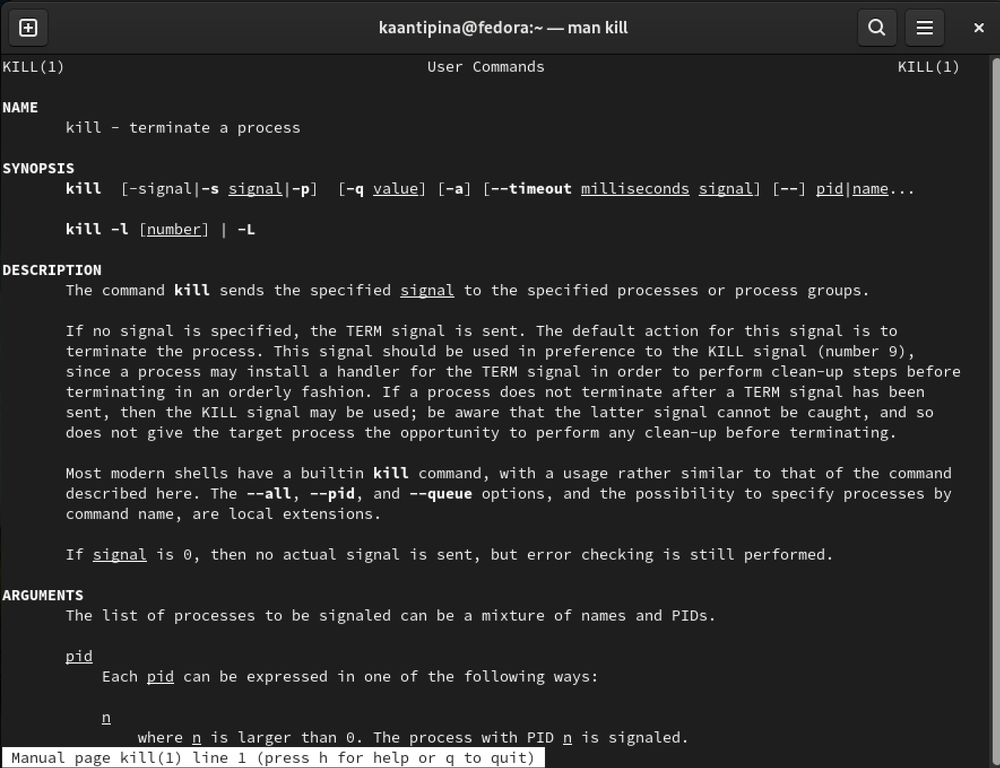 kaantipina@fedora:~ — man kill
KILL(1) User Commands KILL(1)
NAME
kill - terminate a process
SYNOPSIS
kill [-signal|-s signal|-p] [-q value] [-a] [--timeout milliseconds signal] [--] pid|name...
kill -l [number] | -L
DESCRIPTION
The command kill sends the specified signal to the specified processes or process groups.
If no signal is specified, the TERM signal is sent. The default action for this signal is to
terminate the process. This signal should be used in preference to the KILL signal (number 9),
since a process may install a handler for the TERM signal in order to perform clean-up steps before
terminating in an orderly fashion. If a process does not terminate after a TERM signal has been
sent, then the KILL signal may be used; be aware that the latter signal cannot be caught, and so
does not give the target process the opportunity to perform any clean-up before terminating.
Most modern shells have a builtin kill command, with a usage rather similar to that of the command
described here. The --all, --pid, and --queue options, and the possibility to specify processes by
command name, are local extensions.
If signal is 0, then no actual signal is sent, but error checking is still performed.
ARGUMENTS
The list of processes to be signaled can be a mixture of names and PIDs.
pid
Each pid can be expressed in one of the following ways:
n
where n is larger than 0. The process with PID n is signaled.
Manual page kill(1) line 1 (press h for help or q to quit)